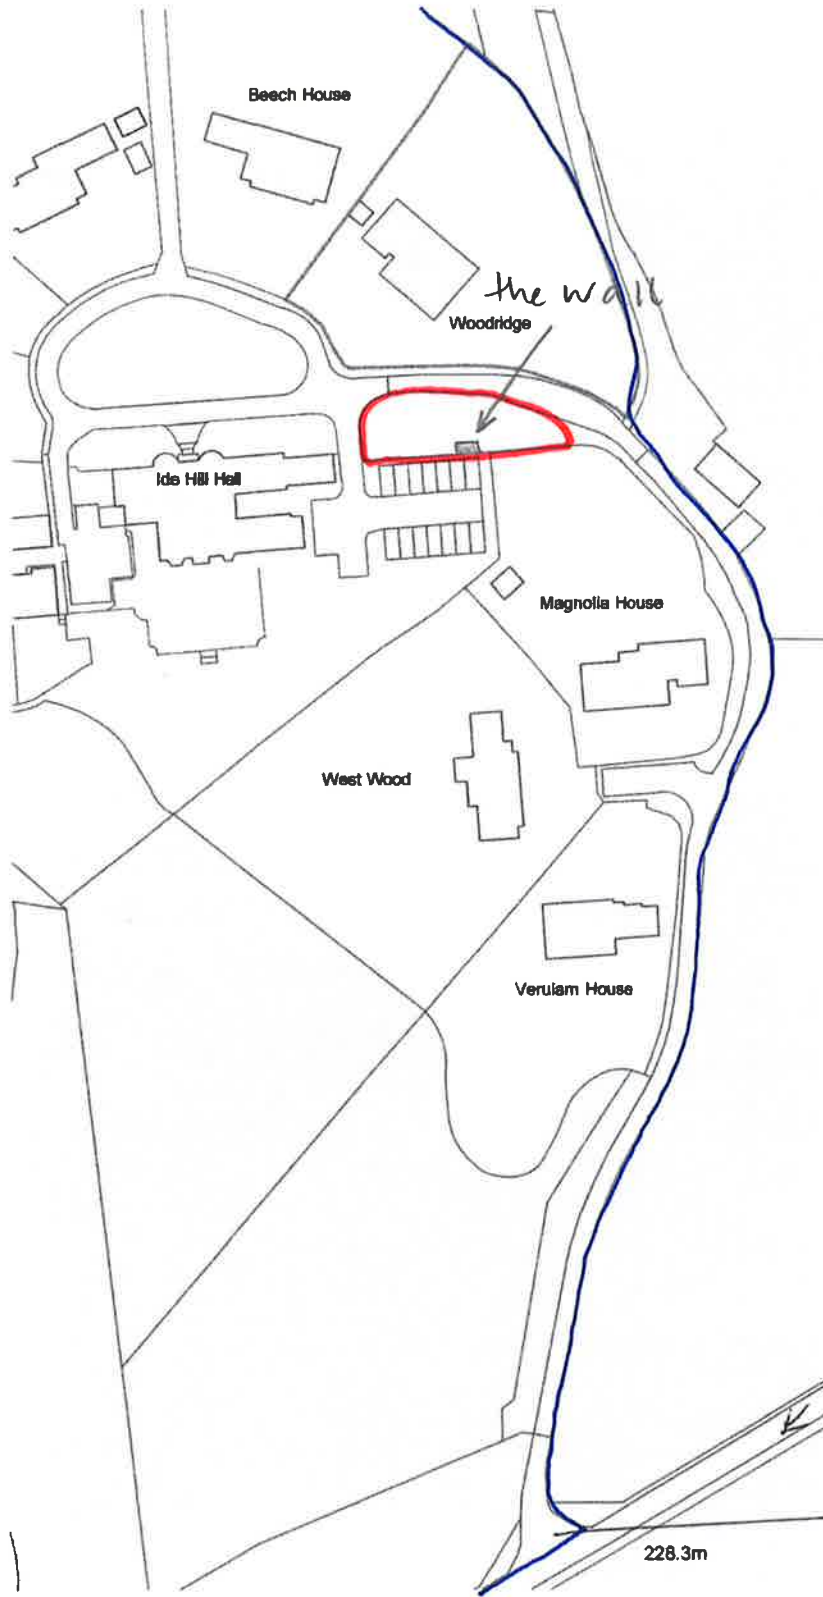 Beech House
the wall
Woodridge
Ide Hill Hall
Magnolia House
West Wood
Verulam House
228.3m